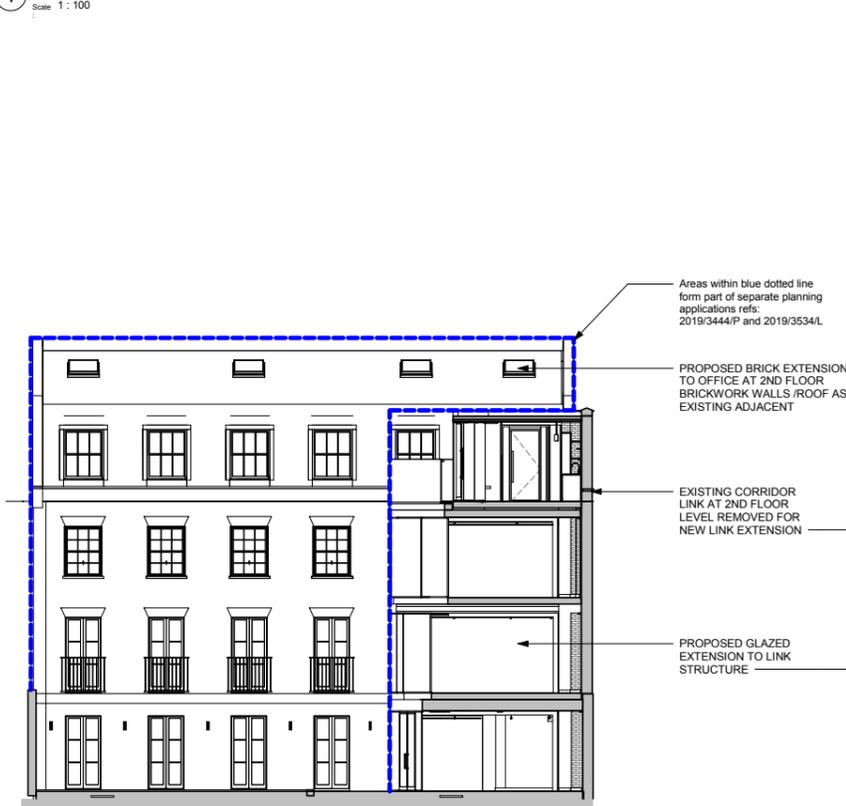 Scale 1 : 100
:
Areas within blue dotted line
form part of separate planning
applications refs:
2019/3444/P and 2019/3534/L
PROPOSED BRICK EXTENSION
TO OFFICE AT 2ND FLOOR
BRICKWORK WALLS /ROOF AS
EXISTING ADJACENT
EXISTING CORRIDOR
LINK AT 2ND FLOOR
LEVEL REMOVED FOR
NEW LINK EXTENSION
PROPOSED GLAZED
EXTENSION TO LINK
STRUCTURE